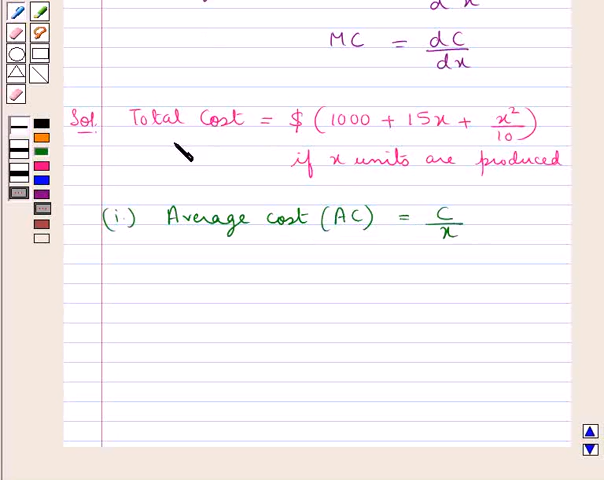 d x
MC = dC/dx
Sol. Total Cost = $ (1000 + 15x + x²/10)
if x units are produced
(i.) Average cost (AC) = C/x